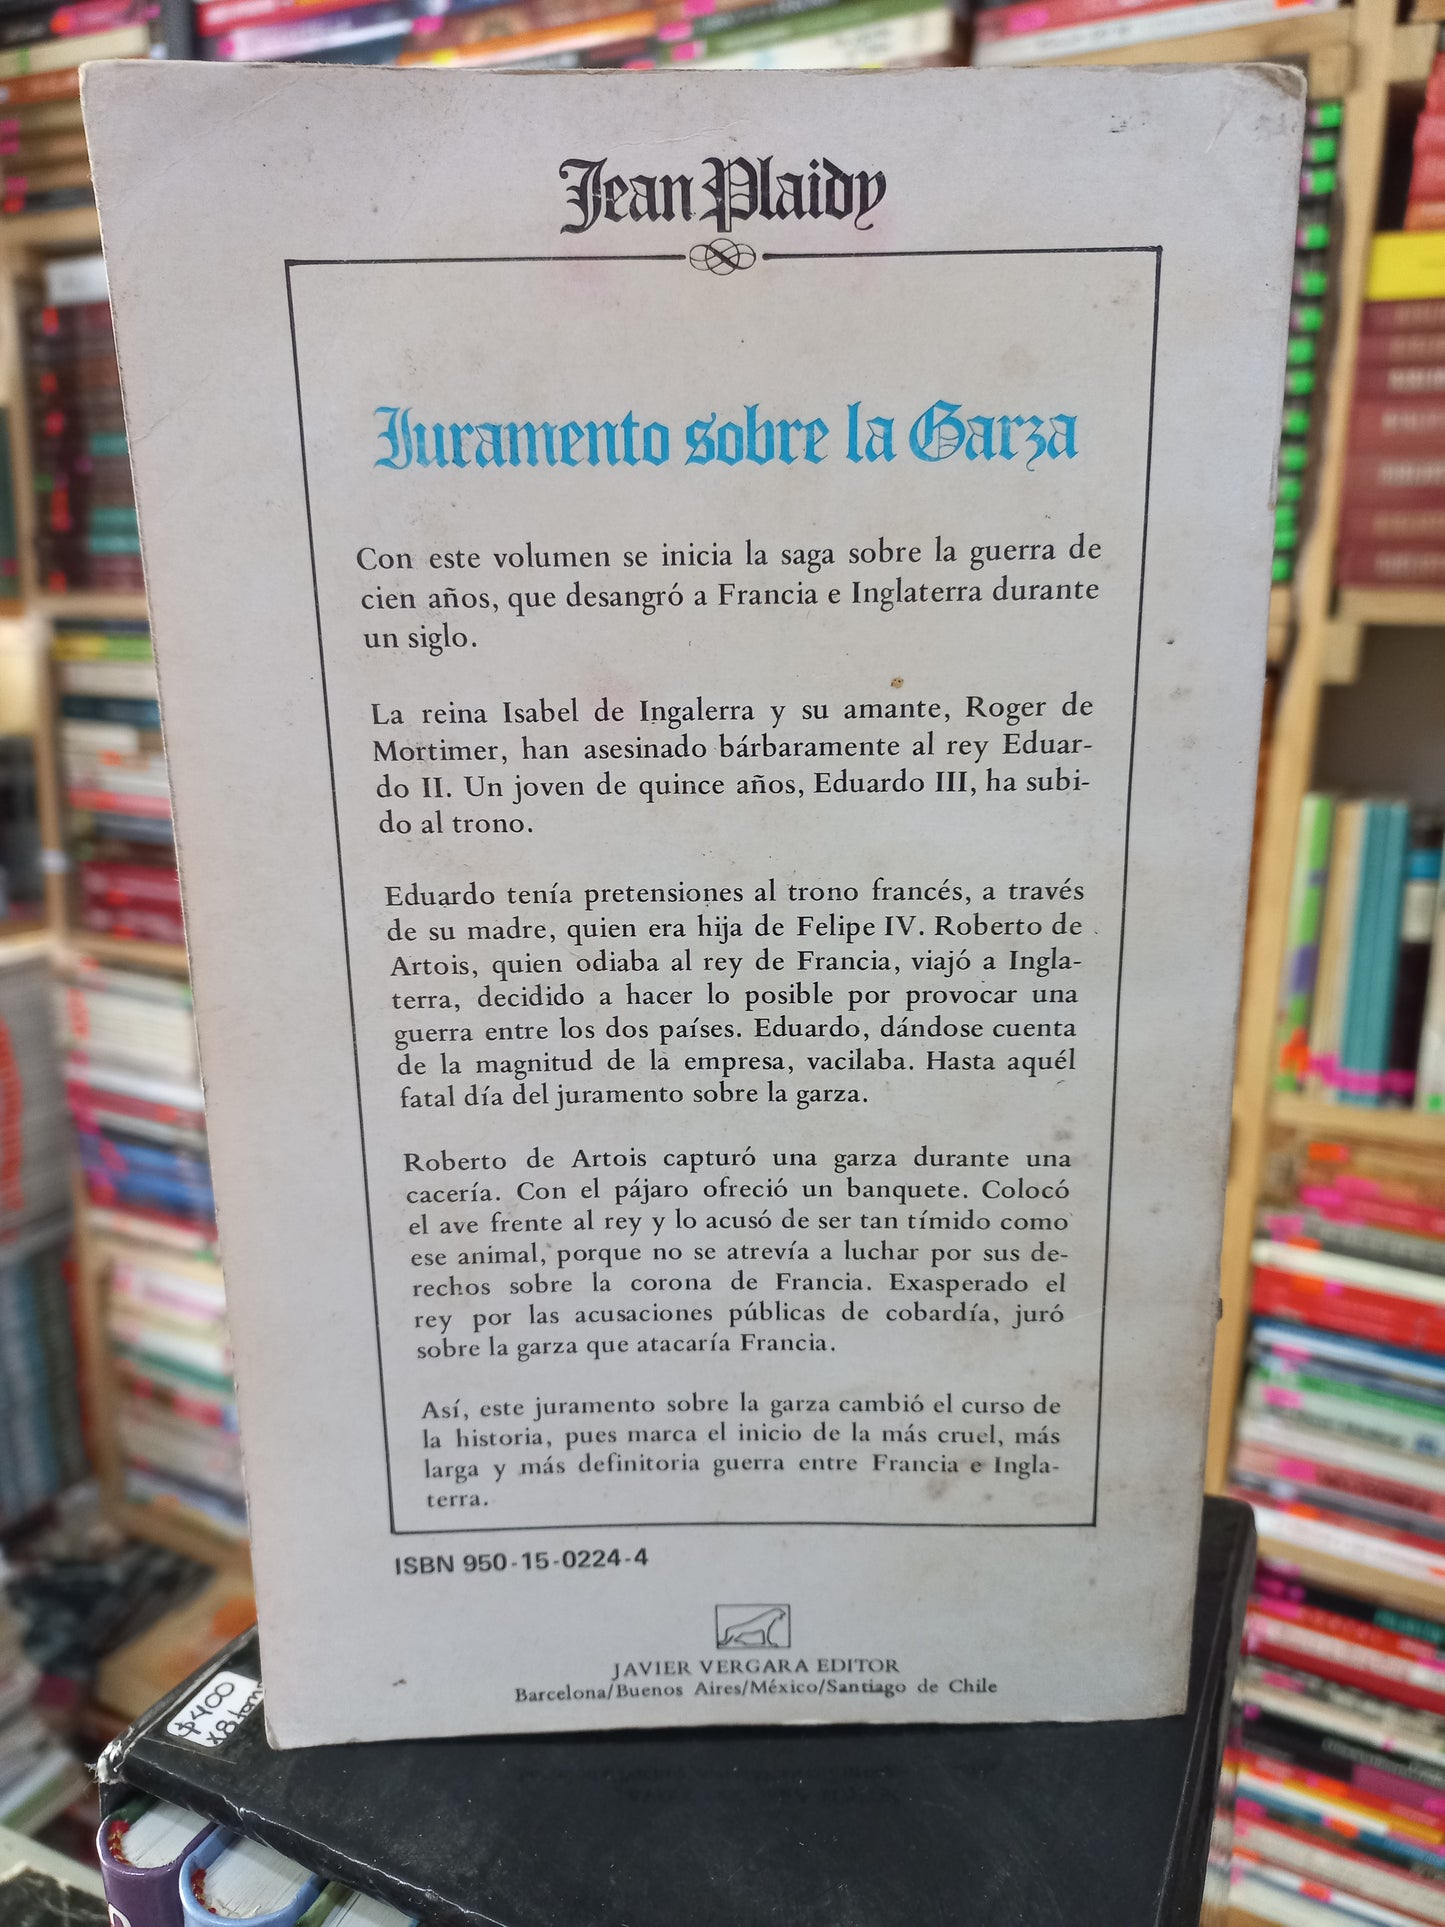 Jean Plaidy
Juramento sobre la Garza
Con este volumen se inicia la saga sobre la guerra de
cien años, que desangró a Francia e Inglaterra durante
un siglo.
La reina Isabel de Ingalerra y su amante, Roger de
Mortimer, han asesinado bárbaramente al rey Eduar-
do II. Un joven de quince años, Eduardo III, ha subi-
do al trono.
Eduardo tenía pretensiones al trono francés, a través
de su madre, quien era hija de Felipe IV. Roberto de
Artois, quien odiaba al rey de Francia, viajó a Ingla-
terra, decidido a hacer lo posible por provocar una
guerra entre los dos países. Eduardo, dándose cuenta
de la magnitud de la empresa, vacilaba. Hasta aquél
fatal día del juramento sobre la garza.
Roberto de Artois capturó una garza durante una
cacería. Con el pájaro ofreció un banquete. Colocó
el ave frente al rey y lo acusó de ser tan tímido como
ese animal, porque no se atrevía a luchar por sus de-
rechos sobre la corona de Francia. Exasperado el
rey por las acusaciones públicas de cobardía, juró
sobre la garza que atacaría Francia.
Así, este juramento sobre la garza cambió el curso de
la historia, pues marca el inicio de la más cruel, más
larga y más definitoria guerra entre Francia e Ingla-
terra.
ISBN 950-15-0224-4
JAVIER VERGARA EDITOR
Barcelona/Buenos Aires/México/Santiago de Chile
$400